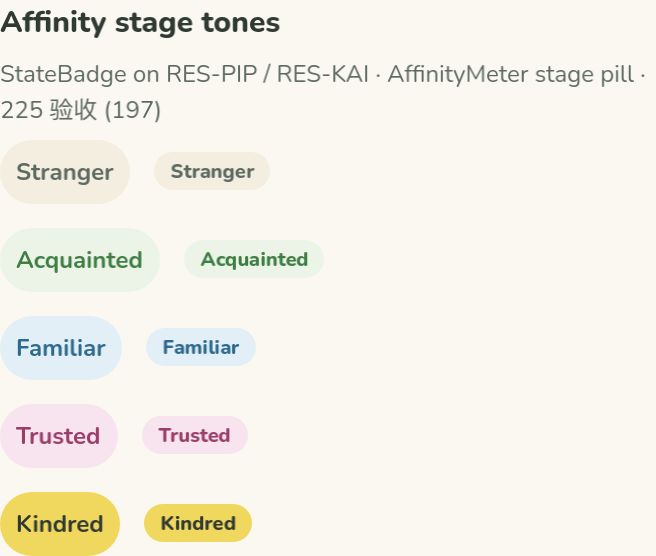 Affinity stage tones
StateBadge on RES-PIP / RES-KAI · AffinityMeter stage pill ·
225 验收 (197)
Stranger Stranger
Acquainted Acquainted
Familiar Familiar
Trusted Trusted
Kindred Kindred